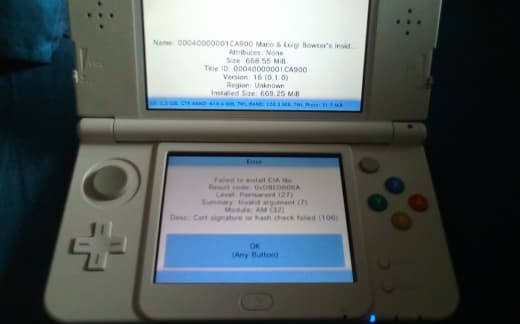 Name: 00040000001CA900 Mario & Luigi Bowser's Insid...
Attributes: None
Size: 668.55 MiB
Title ID: 00040000001CA900
Version: 16 (0.1.0)
Region: Unknown
Installed Size: 669.25 MiB
Error
Failed to install CIA file.
Result code: 0xD8E0806A
Level: Permanent (27)
Summary: Invalid argument (7)
Module: AM (32)
Desc: Cert signature or hash check failed (106)
OK
(Any Button)